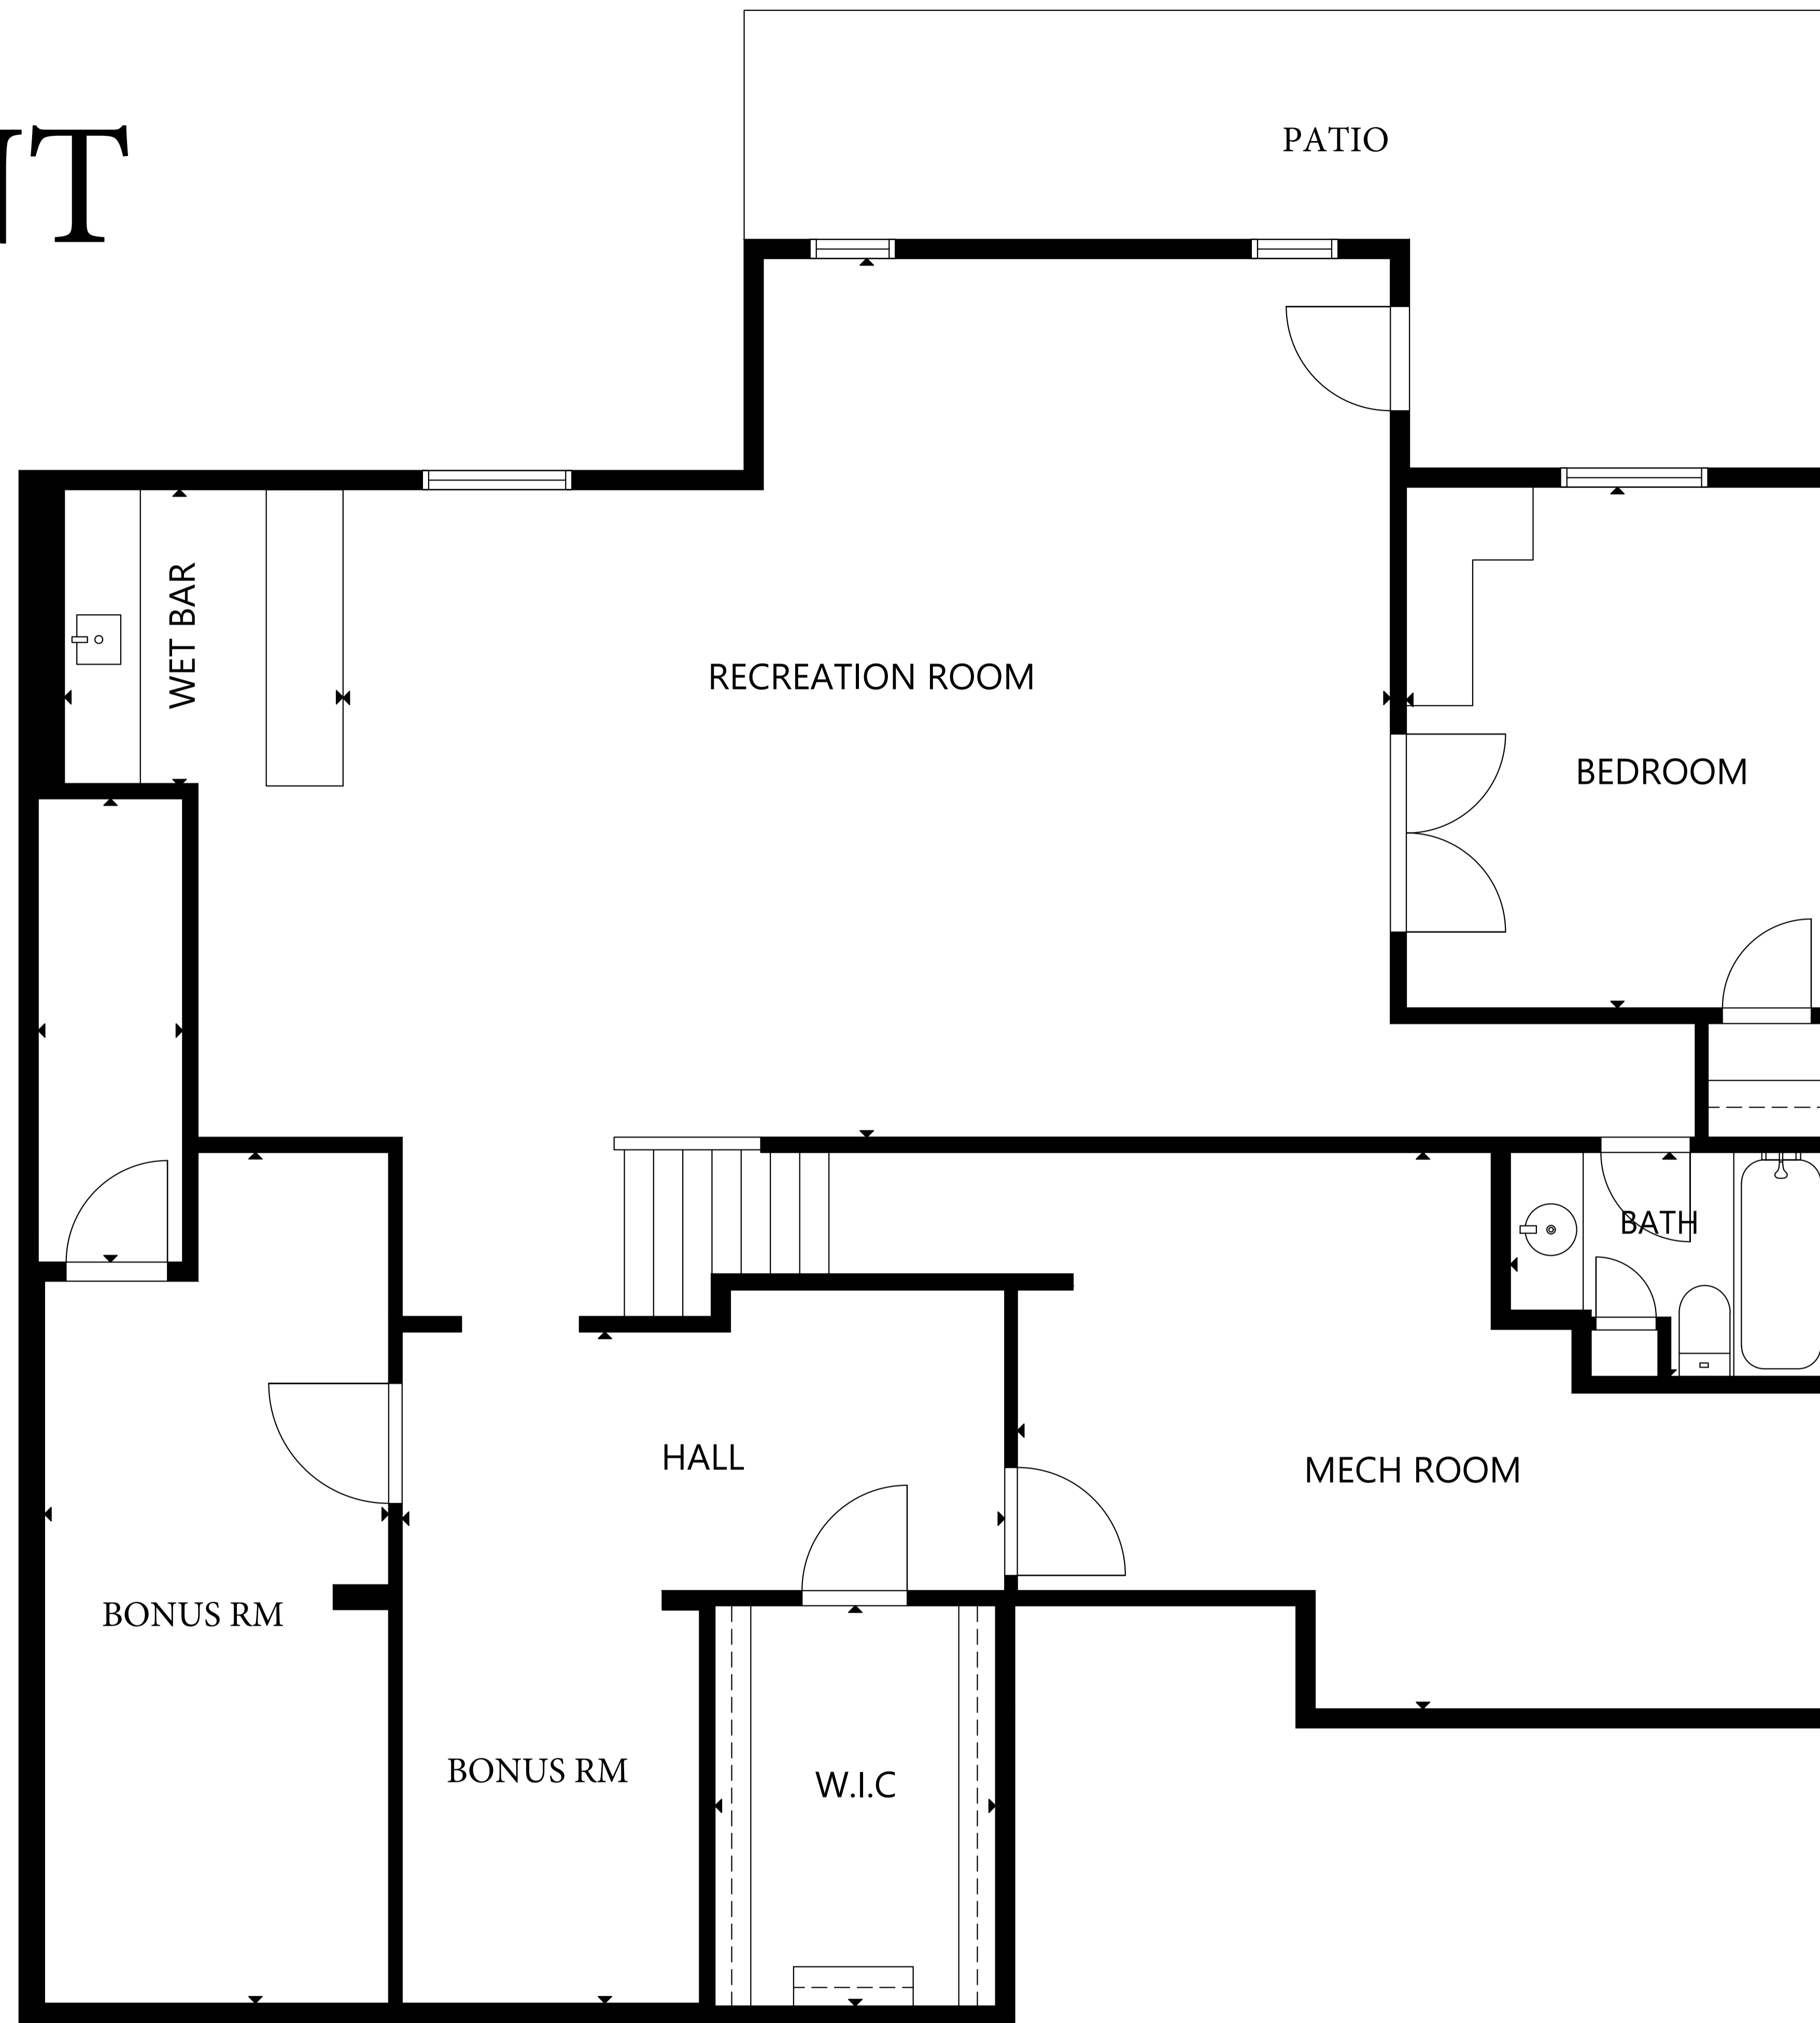 PATIO
WET BAR
RECREATION ROOM
BEDROOM
BATH
HALL
MECH ROOM
BONUS RM
BONUS RM
W.I.C